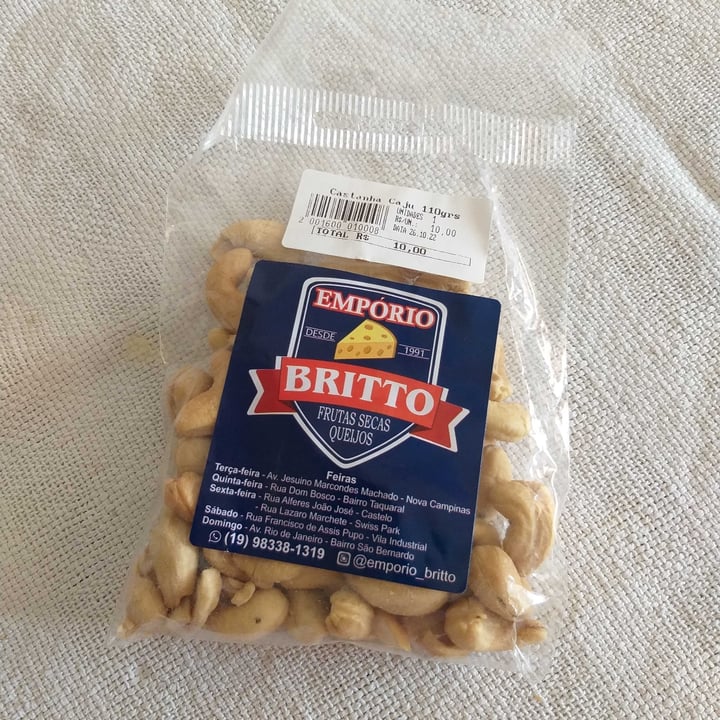 Castanha Caju 110grs
UNIDADES 1
R$/UN.: 10,00
DATA 26.10.22
2 001600 010008
TOTAL R$ 10,00
EMPÓRIO
DESDE 1991
BRITTO
FRUTAS SECAS
QUEIJOS
Feiras
Terça-feira - Av. Jesuino Marcondes Machado - Nova Campinas
Quinta-feira - Rua Dom Bosco - Bairro Taquaral
Sexta-feira - Rua Alferes João José - Castelo
- Rua Lazaro Marchete - Swiss Park
Sábado - Rua Francisco de Assis Pupo - Vila Industrial
Domingo - Av. Rio de Janeiro - Bairro São Bernardo
(19) 98338-1319 @emporio_britto